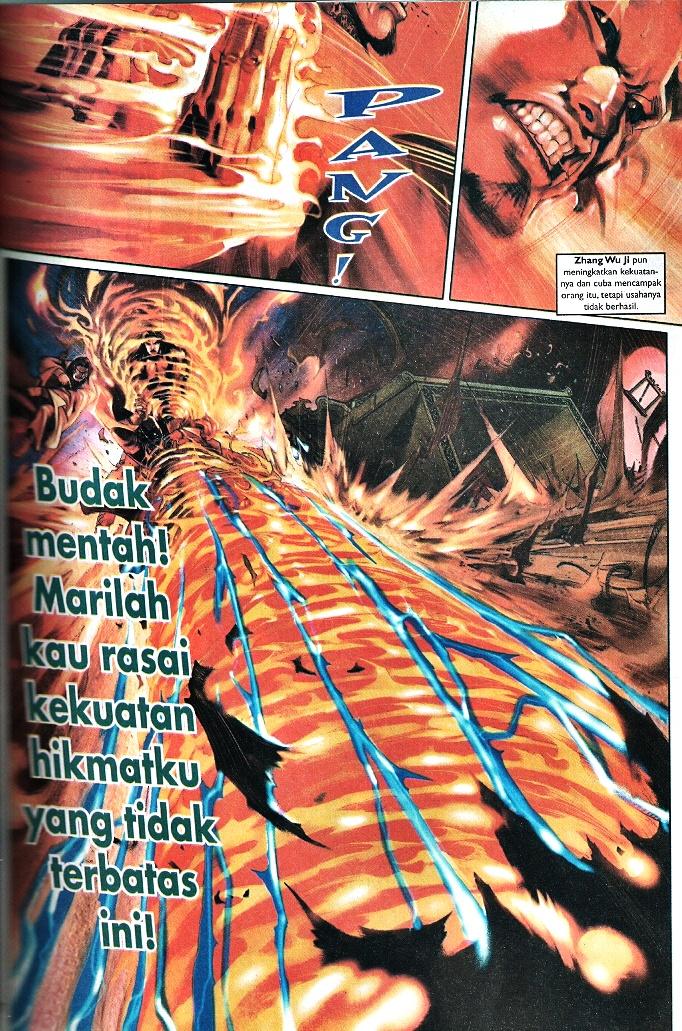 PANG!
Zhang Wu Ji pun
meningkatkan kekuatan-
nya dan cuba mencampak
orang itu, tetapi usahanya
tidak berhasil.
Budak
mentah!
Marilah
kau rasai
kekuatan
hikmatku
yang tidak
terbatas
ini!